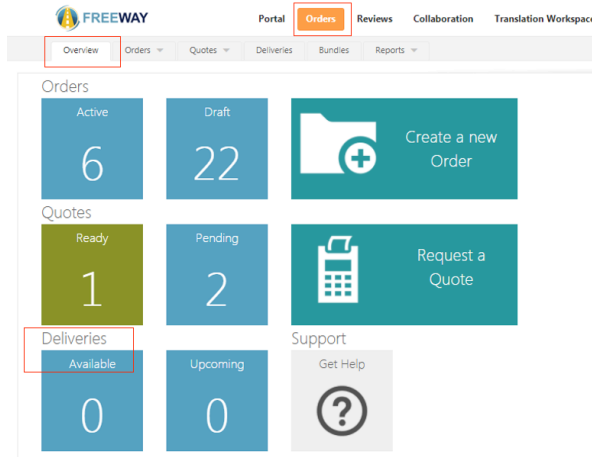 FREEWAY
Portal Orders Reviews Collaboration Translation Workspace
Overview Orders Quotes Deliveries Bundles Reports
Orders
Active
6
Draft
22
Create a new
Order
Quotes
Ready
1
Pending
2
Request a
Quote
Deliveries
Available
0
Upcoming
0
Support
Get Help
?